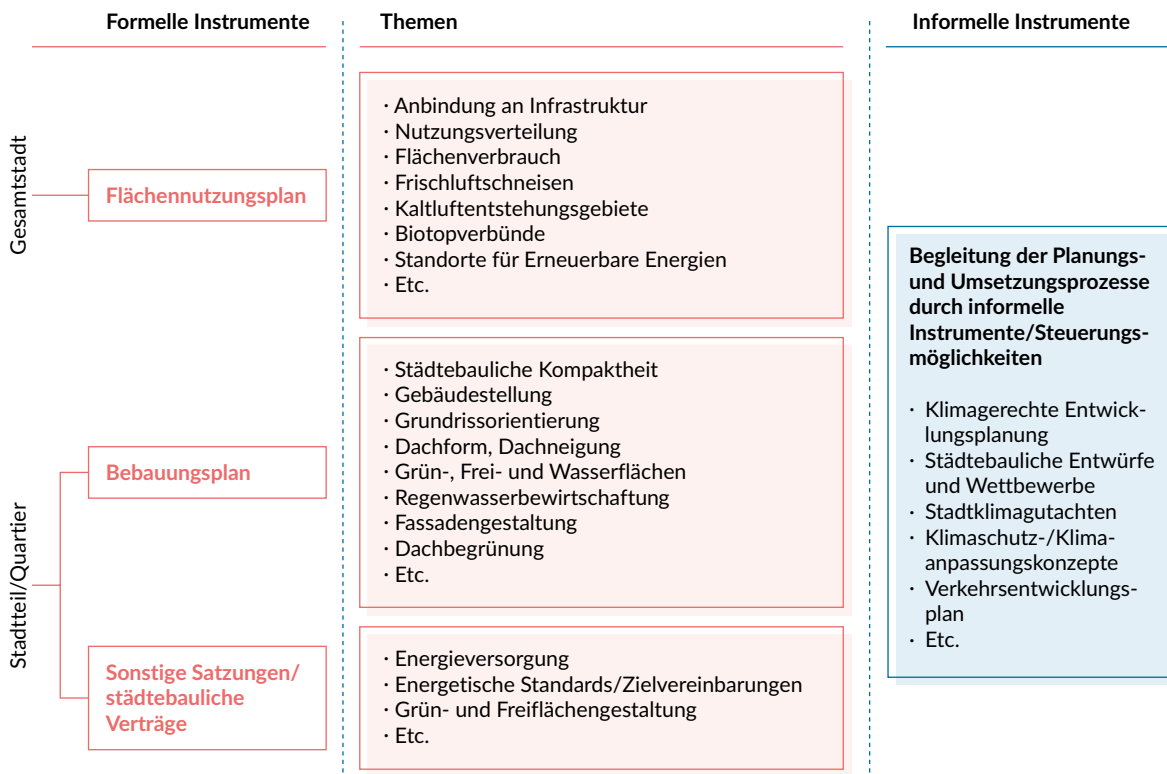 Formelle Instrumente
Themen
Informelle Instrumente
Gesamtstadt
Flächennutzungsplan
· Anbindung an Infrastruktur
· Nutzungsverteilung
· Flächenverbrauch
· Frischluftschneisen
· Kaltluftentstehungsgebiete
· Biotopverbünde
· Standorte für Erneuerbare Energien
· Etc.
Stadtteil/Quartier
Bebauungsplan
· Städtebauliche Kompaktheit
· Gebäudestellung
· Grundrissorientierung
· Dachform, Dachneigung
· Grün-, Frei- und Wasserflächen
· Regenwasserbewirtschaftung
· Fassadengestaltung
· Dachbegrünung
· Etc.
Sonstige Satzungen/
städtebauliche
Verträge
· Energieversorgung
· Energetische Standards/Zielvereinbarungen
· Grün- und Freiflächengestaltung
· Etc.
Begleitung der Planungs-
und Umsetzungsprozesse
durch informelle
Instrumente/Steuerungs-
möglichkeiten
· Klimagerechte Entwick-
lungsplanung
· Städtebauliche Entwürfe
und Wettbewerbe
· Stadtklimagutachten
· Klimaschutz-/Klima-
anpassungskonzepte
· Verkehrsentwicklungs-
plan
· Etc.